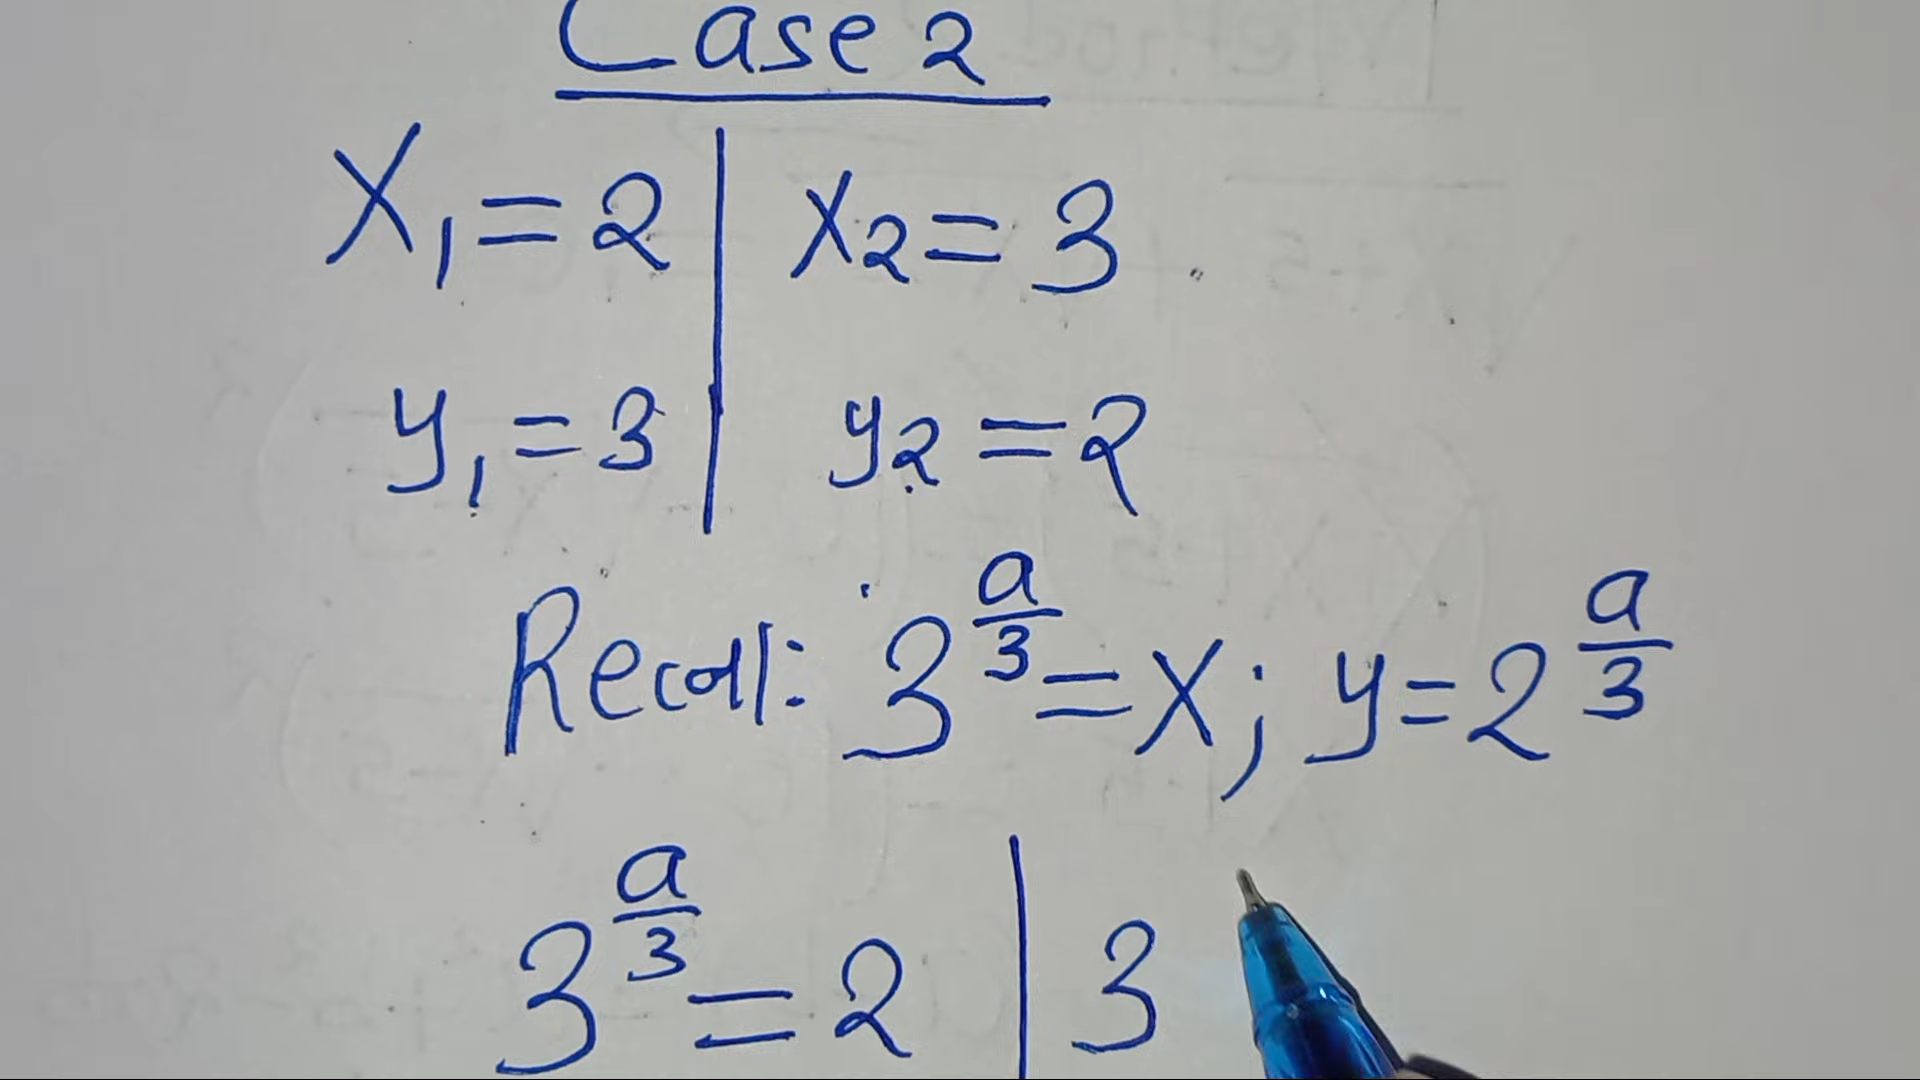 Case 2
X₁ = 2 | X₂ = 3
y₁ = 3 | y₂ = 2
Recall: 3^(a/3) = X; y = 2^(a/3)
3^(a/3) = 2 | 3